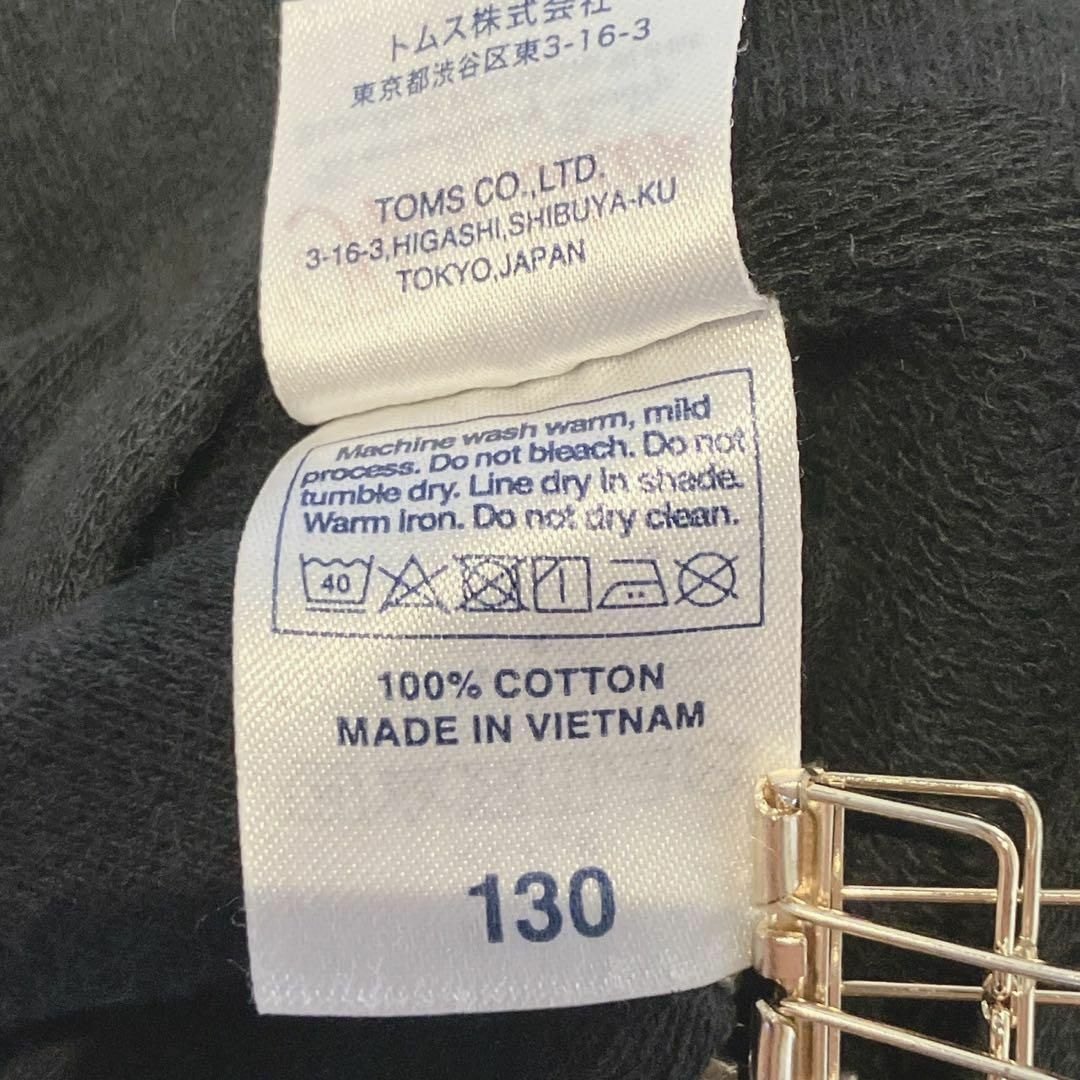 トムス株式会社
東京都渋谷区東3-16-3
TOMS CO.,LTD.
3-16-3,HIGASHI,SHIBUYA-KU
TOKYO,JAPAN
Machine wash warm, mild
process. Do not bleach. Do not
tumble dry. Line dry in shade.
Warm iron. Do not dry clean.
40
100% COTTON
MADE IN VIETNAM
130